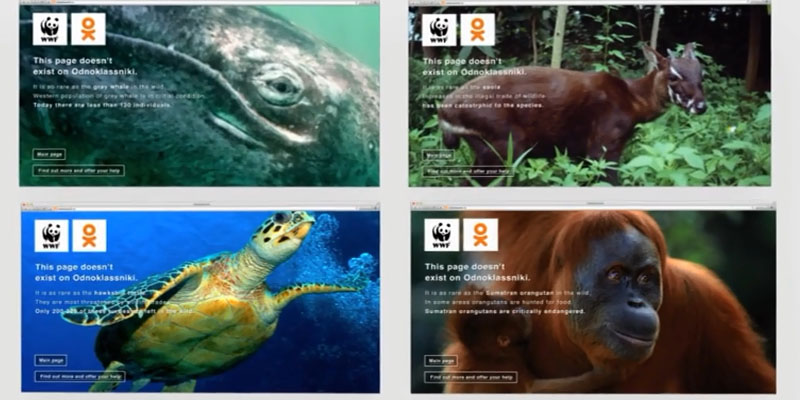 WWF
This page doesn't
exist on Odnoklassniki.
It is as rare as the gray whale in the wild.
Western population of gray whale is in
Today there are less than 130 individuals.
Main page
Find out more and offer your help
WWF
This page doesn't
exist on Odnoklassniki.
It is as rare as the saola
Increased in the illegal trade of wildlife
has been catastrophic to the species.
Main page
Find out more and offer your help
WWF
This page doesn't
exist on Odnoklassniki.
It is as rare as the hawksbill
They are most threatened by trade.
Only 200 of these turtles left in the wild.
Main page
Find out more and offer your help
WWF
This page doesn't
exist on Odnoklassniki.
It is as rare as the Sumatran orangutan in the wild.
In some areas orangutans are hunted for food.
Sumatran orangutans are critically endangered.
Main page
Find out more and offer your help